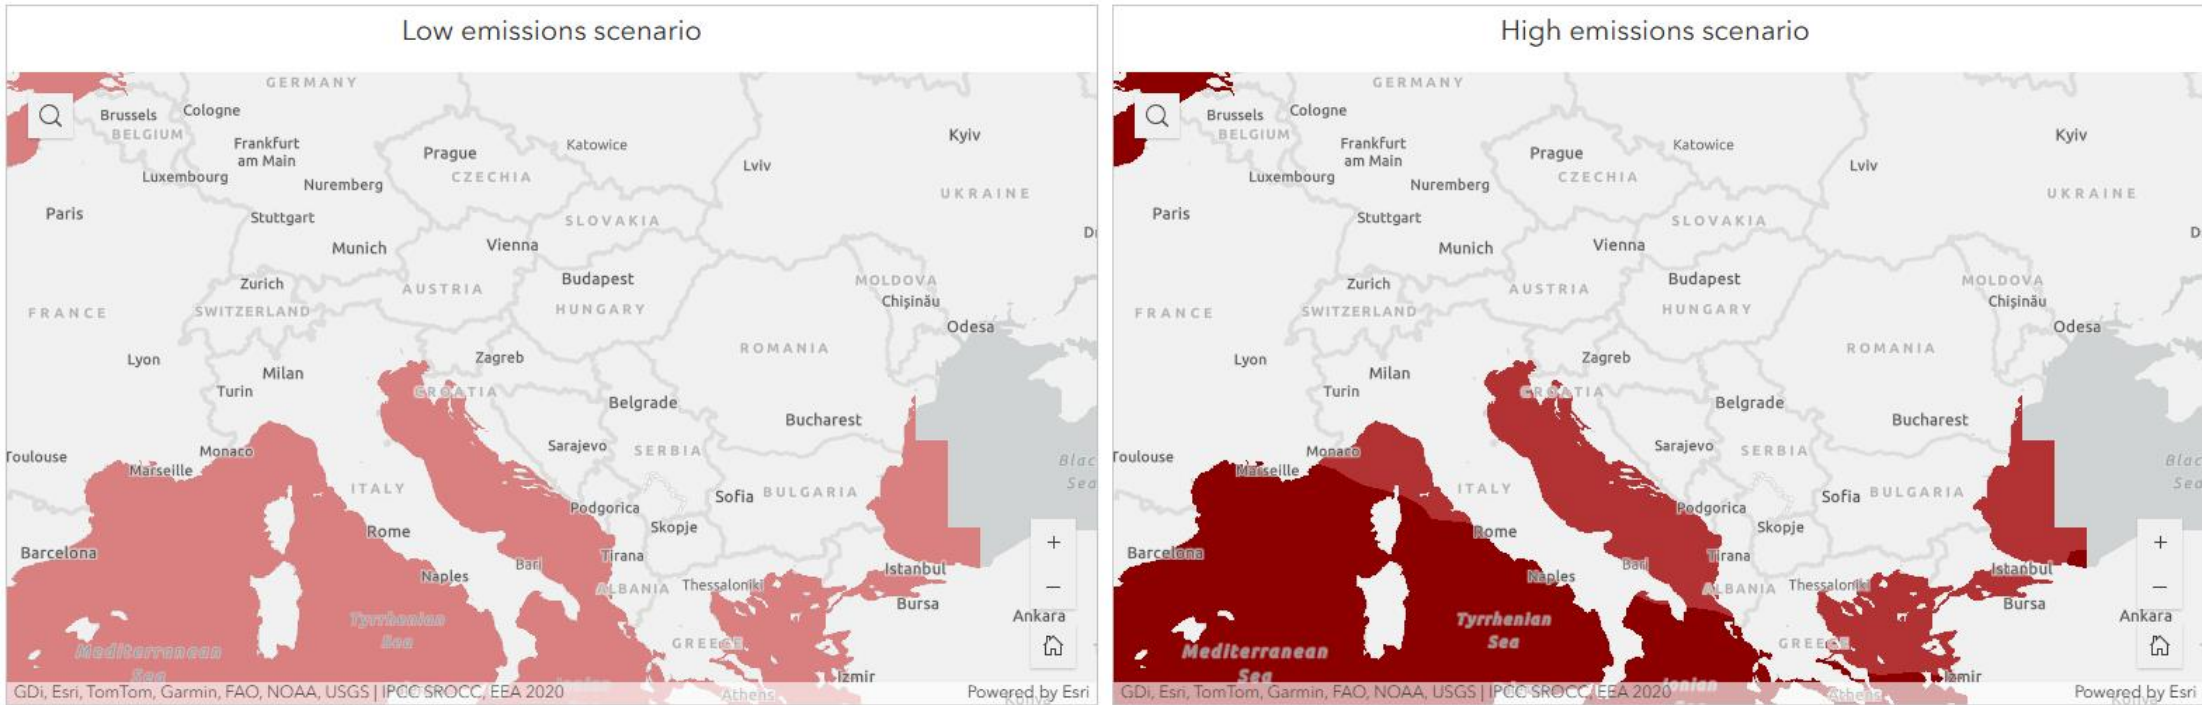 Low emissions scenario
GERMANY
Brussels
Cologne
BELGIUM
Frankfurt
am Main
Prague
Katowice
Kyiv
Lviv
Luxembourg
Nuremberg
CZECHIA
UKRAINE
Paris
Stuttgart
SLOVAKIA
Munich
Vienna
Zurich
AUSTRIA
Budapest
MOLDOVA
Chișinău
FRANCE
SWITZERLAND
HUNGARY
Odesa
Lyon
Milan
Zagreb
ROMANIA
Turin
CROATIA
Belgrade
Bucharest
Toulouse
Monaco
Marseille
Sarajevo
SERBIA
ITALY
Sofia
BULGARIA
Podgorica
Rome
Skopje
Barcelona
Bari
Tirana
Istanbul
Naples
ALBANIA
Thessaloniki
Bursa
Ankara
Tyrrhenian
Sea
GREECE
Mediterranean
Sea
Izmir
Athens
Konya
GDi, Esri, TomTom, Garmin, FAO, NOAA, USGS | IPCC SROCC, EEA 2020
Powered by Esri
High emissions scenario
GERMANY
Brussels
Cologne
BELGIUM
Frankfurt
am Main
Prague
Katowice
Kyiv
Lviv
Luxembourg
Nuremberg
CZECHIA
UKRAINE
Paris
Stuttgart
SLOVAKIA
Munich
Vienna
Zurich
AUSTRIA
Budapest
MOLDOVA
Chișinău
FRANCE
SWITZERLAND
HUNGARY
Odesa
Lyon
Milan
Zagreb
ROMANIA
Turin
CROATIA
Belgrade
Bucharest
Toulouse
Monaco
Marseille
Sarajevo
SERBIA
ITALY
Sofia
BULGARIA
Podgorica
Rome
Skopje
Barcelona
Bari
Tirana
Istanbul
Naples
ALBANIA
Thessaloniki
Bursa
Ankara
Tyrrhenian
Sea
GREECE
Mediterranean
Sea
Izmir
Ionian
Athens
Konya
GDi, Esri, TomTom, Garmin, FAO, NOAA, USGS | IPCC SROCC, EEA 2020
Powered by Esri